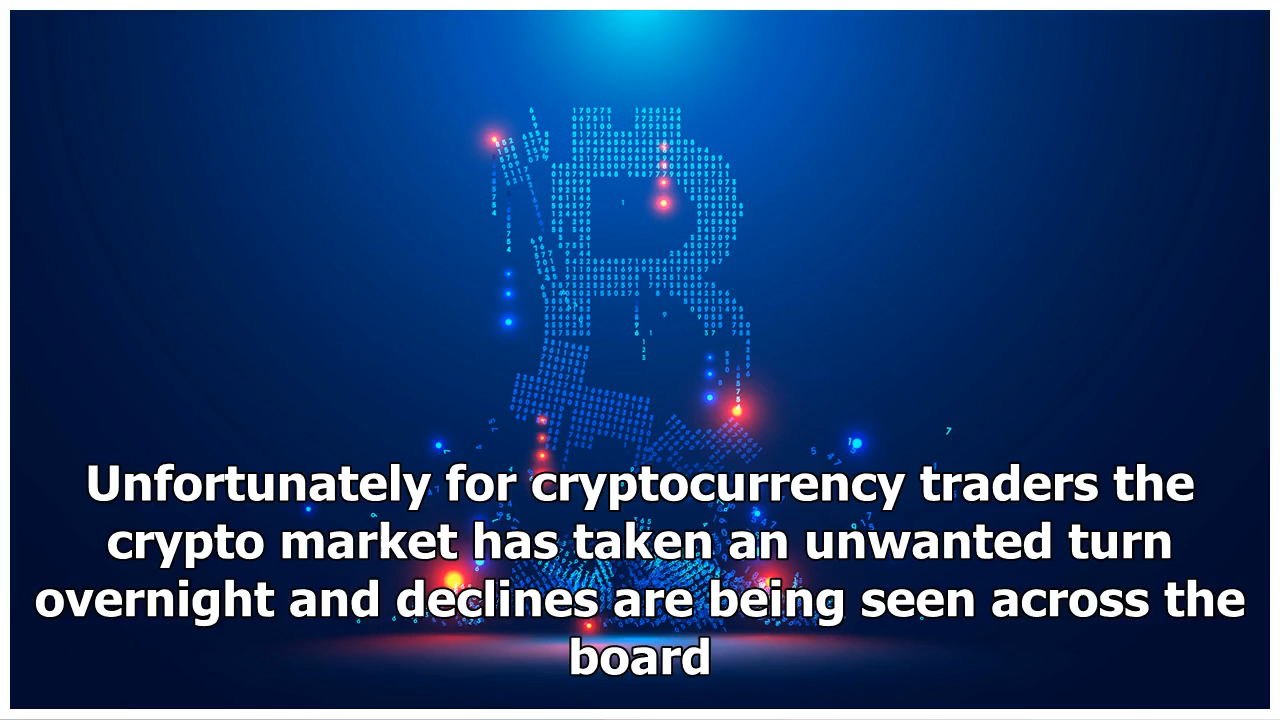 Unfortunately for cryptocurrency traders the
crypto market has taken an unwanted turn
overnight and declines are being seen across the
board